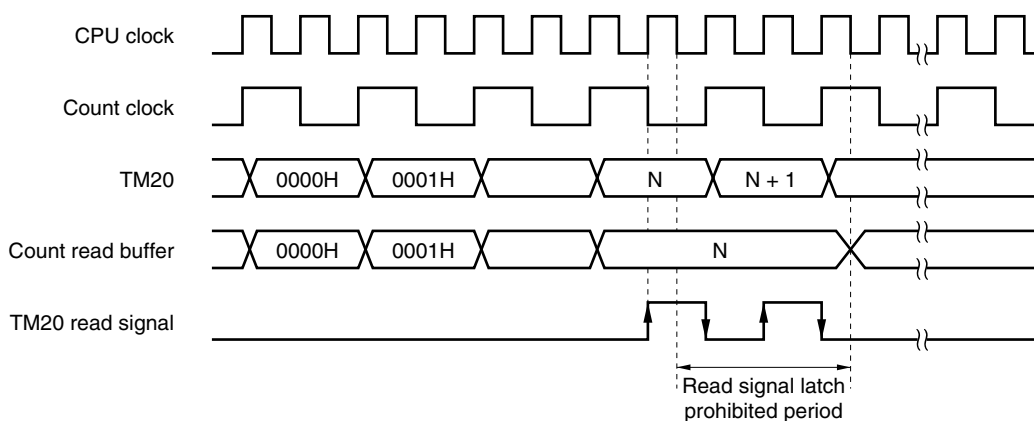 CPU clock
Count clock
TM20 0000H 0001H N N + 1
Count read buffer 0000H 0001H N
TM20 read signal
Read signal latch
prohibited period